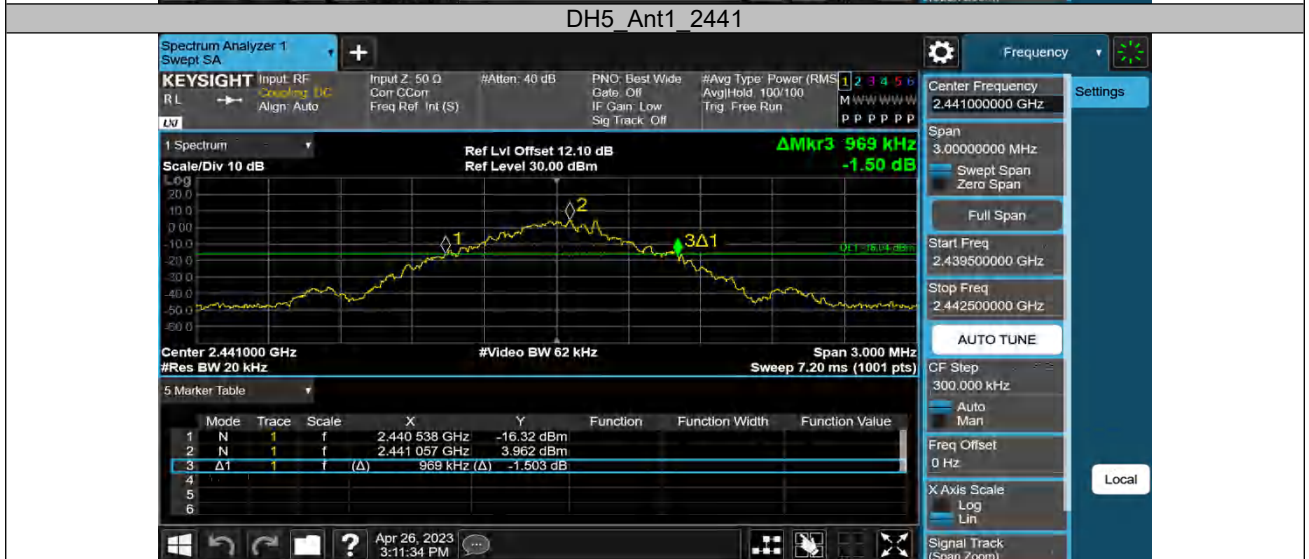 DH5_Ant1_2441
Spectrum Analyzer 1
Swept SA
+
Frequency
KEYSIGHT
RL
LXI
Input: RF
Coupling: DC
Align: Auto
Input Z: 50 Ω
Corr CCorr
Freq Ref: Int (S)
#Atten: 40 dB
PNO: Best Wide
Gate: Off
IF Gain: Low
Sig Track: Off
#Avg Type: Power (RMS
Avg|Hold: 100/100
Trig: Free Run
1 2 3 4 5 6
M W W W W W
P P P P P P
Center Frequency
2.441000000 GHz
Settings
Span
3.00000000 MHz
Swept Span
Zero Span
Full Span
Start Freq
2.439500000 GHz
Stop Freq
2.442500000 GHz
AUTO TUNE
CF Step
300.000 kHz
Auto
Man
Freq Offset
0 Hz
X Axis Scale
Log
Lin
Signal Track
(Span Zoom)
Local
1 Spectrum
Scale/Div 10 dB
Ref Lvl Offset 12.10 dB
Ref Level 30.00 dBm
ΔMkr3 969 kHz
-1.50 dB
Log
20.0
10.0
0.00
-10.0
-20.0
-30.0
-40.0
-50.0
-60.0
1
2
3Δ1
DL1 -16.04 dBm
Center 2.441000 GHz
#Video BW 62 kHz
Span 3.000 MHz
#Res BW 20 kHz
Sweep 7.20 ms (1001 pts)
5 Marker Table
Mode Trace Scale X Y Function Function Width Function Value
1 N 1 f 2.440 538 GHz -16.32 dBm
2 N 1 f 2.441 057 GHz 3.962 dBm
3 Δ1 1 f (Δ) 969 kHz (Δ) -1.503 dB
4
5
6
?
Apr 26, 2023
3:11:34 PM